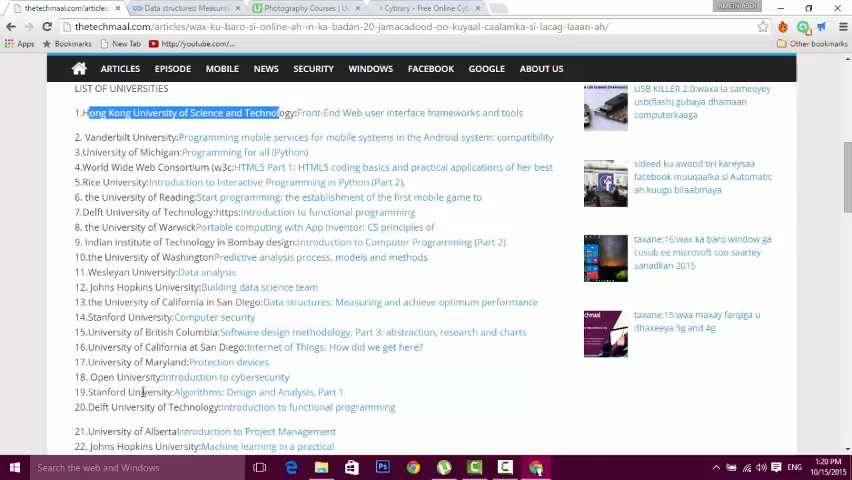 thetechmaal.com/articles/
Data structures: Measurin
Photography Courses | Us
Cybrary - Free Online Cyb
AMEIN ABDI
thetechmaal.com/articles/wax-ku-baro-si-online-ah-in-ka-badan-20-jamacadood-oo-kuyaal-caaalamka-si-lacag-laaan-ah/
Apps
Bookmarks
http://youtube.com/
ARTICLES
EPISODE
MOBILE
NEWS
SECURITY
WINDOWS
FACEBOOK
GOOGLE
ABOUT US
LIST OF UNIVERSITIES
1.Hong Kong University of Science and Technology:Front-End Web user interface frameworks and tools
2. Vanderbilt University:Programming mobile services for mobile systems in the Android system: compatibility
3.University of Michigan:Programming for all (Python)
4.World Wide Web Consortium (w3c:HTML5 Part 1: HTML5 coding basics and practical applications of her best
5.Rice University:Introduction to Interactive Programming in Python (Part 2),
6. the University of Reading:Start programming: the establishment of the first mobile game to
7.Delft University of Technology:https:Introduction to functional programming
8. the University of WarwickPortable computing with App Inventor: CS principles of
9. Indian Institute of Technology in Bombay design:Introduction to Computer Programming (Part 2)
10.the University of WashingtonPredictive analysis process, models and methods
11.Wesleyan University:Data analysis
12. Johns Hopkins University:Building data science team
13.the University of California in San Diego:Data structures: Measuring and achieve optimum performance
14.Stanford University:Computer security
15.University of British Columbia:Software design methodology, Part 3: abstraction, research and charts
16.University of California at San Diego:Internet of Things: How did we get here?
17.University of Maryland:Protection devices
18. Open University:Introduction to cybersecurity
19.Stanford University:Algorithms: Design and Analysis, Part 1
20.Delft University of Technology:Introduction to functional programming
21.University of AlbertaIntroduction to Project Management
22. Johns Hopkins University:Machine learning in a practical
USB KILLER 2.0:waxa la sameeyey
usb(flash) gubaya dhamaan
computerkaaga
sideed ku awood tiri kareysaa
facebook muuqaalka si Automatic
ah kuugu bilaabmaya
taxane:16:wax ka baro window ga
cusub ee microsoft soo saartey
sanadkan 2015
taxane:15:waa maxay farqiga u
dhaxeeya 3g and 4g
Search the web and Windows
ENG
1:20 PM
10/15/2015